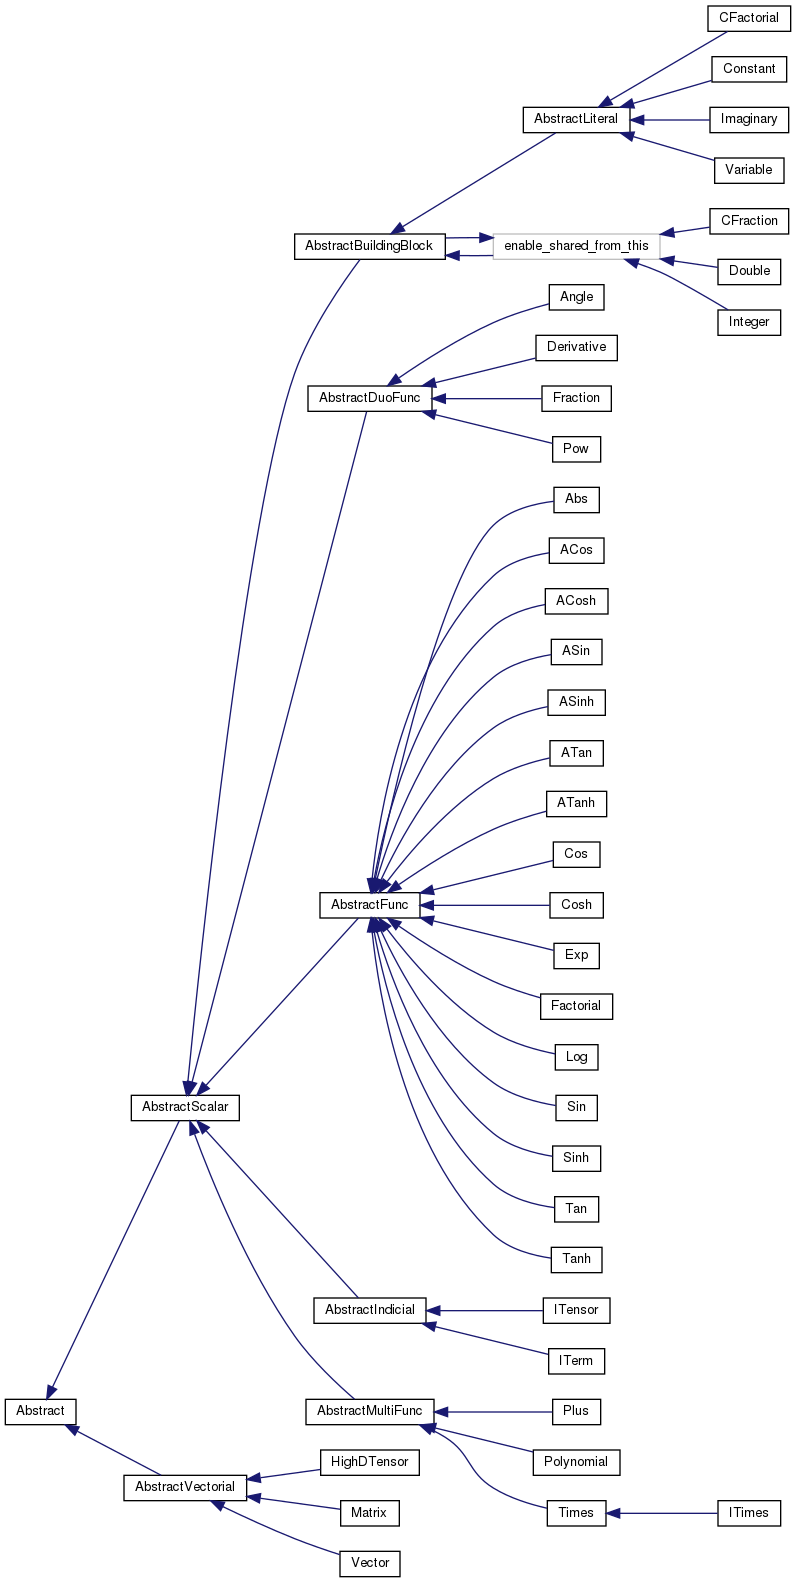 CFactorial
Constant
AbstractLiteral
Imaginary
Variable
CFraction
AbstractBuildingBlock
enable_shared_from_this
Double
Angle
Integer
Derivative
AbstractDuoFunc
Fraction
Pow
Abs
ACos
ACosh
ASin
ASinh
ATan
ATanh
Cos
AbstractFunc
Cosh
Exp
Factorial
Log
AbstractScalar
Sin
Sinh
Tan
Tanh
AbstractIndicial
ITensor
ITerm
Abstract
AbstractMultiFunc
Plus
HighDTensor
Polynomial
AbstractVectorial
Matrix
Times
ITimes
Vector